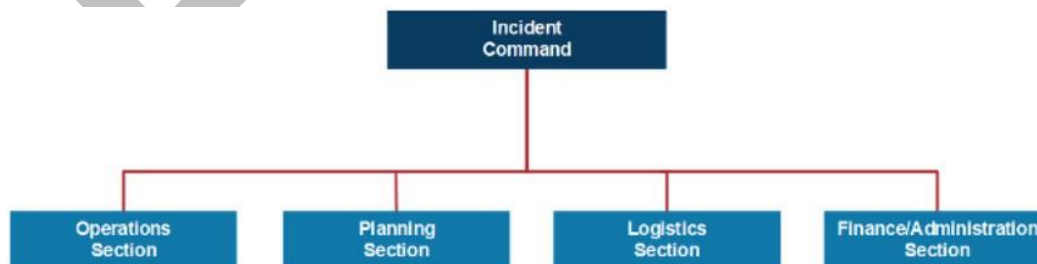 Incident
Command
Operations
Section
Planning
Section
Logistics
Section
Finance/Administration
Section